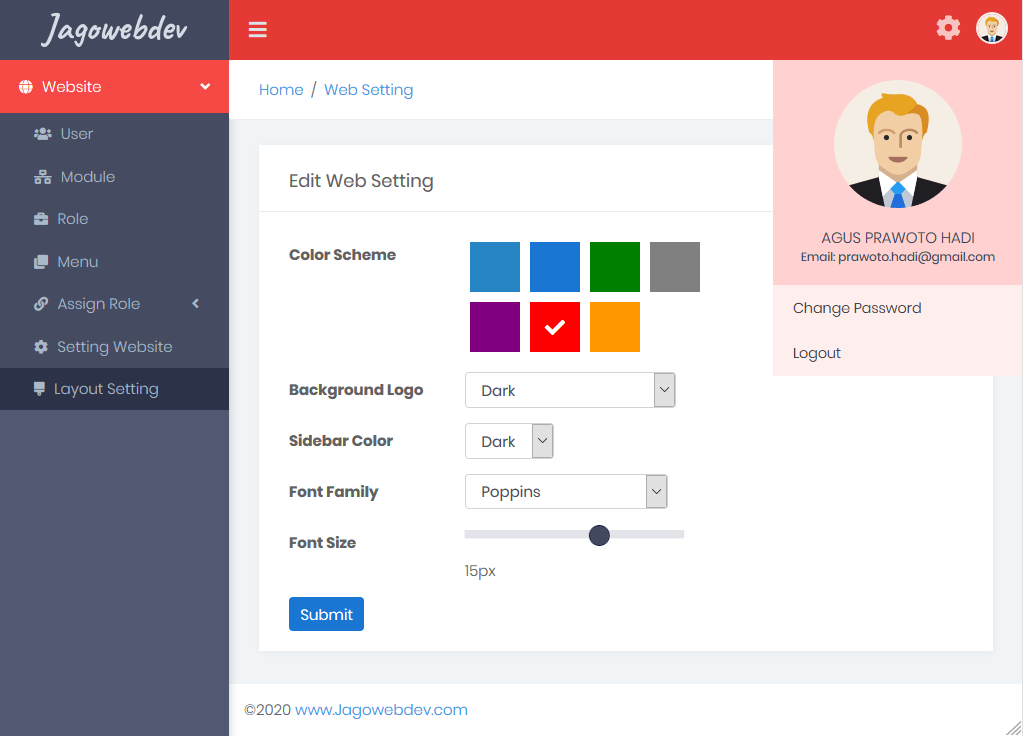 Jagowebdev
Website
User
Module
Role
Menu
Assign Role
Setting Website
Layout Setting
Home / Web Setting
AGUS PRAWOTO HADI
Email: prawoto.hadi@gmail.com
Change Password
Logout
Edit Web Setting
Color Scheme
Background Logo Dark
Sidebar Color Dark
Font Family Poppins
Font Size
15px
Submit
©2020 www.Jagowebdev.com